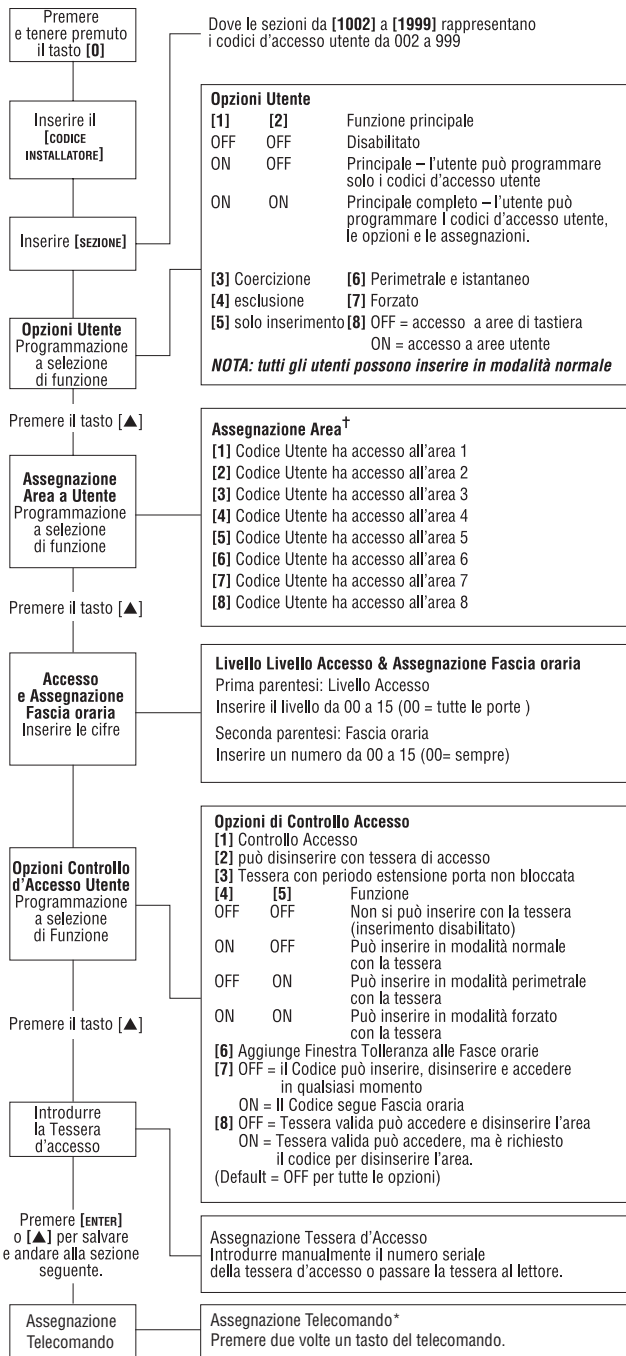 Premere
e tenere premuto
il tasto [0]
Dove le sezioni da [1002] a [1999] rappresentano
i codici d'accesso utente da 002 a 999
Inserire il
[CODICE
INSTALLATORE]
Inserire [SEZIONE]
Opzioni Utente
[1] [2] Funzione principale
OFF OFF Disabilitato
ON OFF Principale – l'utente può programmare
solo i codici d'accesso utente
ON ON Principale completo – l'utente può
programmare I codici d'accesso utente,
le opzioni e le assegnazioni.
[3] Coercizione [6] Perimetrale e istantaneo
[4] esclusione [7] Forzato
[5] solo inserimento [8] OFF = accesso a aree di tastiera
ON = accesso a aree utente
NOTA: tutti gli utenti possono inserire in modalità normale
Opzioni Utente
Programmazione
a selezione
di funzione
Premere il tasto [▲]
Assegnazione
Area a Utente
Programmazione
a selezione
di funzione
Assegnazione Area†
[1] Codice Utente ha accesso all'area 1
[2] Codice Utente ha accesso all'area 2
[3] Codice Utente ha accesso all'area 3
[4] Codice Utente ha accesso all'area 4
[5] Codice Utente ha accesso all'area 5
[6] Codice Utente ha accesso all'area 6
[7] Codice Utente ha accesso all'area 7
[8] Codice Utente ha accesso all'area 8
Premere il tasto [▲]
Accesso
e Assegnazione
Fascia oraria
Inserire le cifre
Livello Livello Accesso & Assegnazione Fascia oraria
Prima parentesi: Livello Accesso
Inserire il livello da 00 a 15 (00 = tutte le porte )
Seconda parentesi: Fascia oraria
Inserire un numero da 00 a 15 (00= sempre)
Opzioni Controllo
d'Accesso Utente
Programmazione
a selezione
di Funzione
Opzioni di Controllo Accesso
[1] Controllo Accesso
[2] può disinserire con tessera di accesso
[3] Tessera con periodo estensione porta non bloccata
[4] [5] Funzione
OFF OFF Non si può inserire con la tessera
(inserimento disabilitato)
ON OFF Può inserire in modalità normale
con la tessera
OFF ON Può inserire in modalità perimetrale
con la tessera
ON ON Può inserire in modalità forzato
con la tessera
[6] Aggiunge Finestra Tolleranza alle Fasce orarie
[7] OFF = il Codice può inserire, disinserire e accedere
in qualsiasi momento
ON = Il Codice segue Fascia oraria
[8] OFF = Tessera valida può accedere e disinserire l'area
ON = Tessera valida può accedere, ma è richiesto
il codice per disinserire l'area.
(Default = OFF per tutte le opzioni)
Premere il tasto [▲]
Introdurre
la Tessera
d'accesso
Premere [ENTER]
o [▲] per salvare
e andare alla sezione
seguente.
Assegnazione Tessera d'Accesso
Introdurre manualmente il numero seriale
della tessera d'accesso o passare la tessera al lettore.
Assegnazione
Telecomando
Assegnazione Telecomando*
Premere due volte un tasto del telecomando.